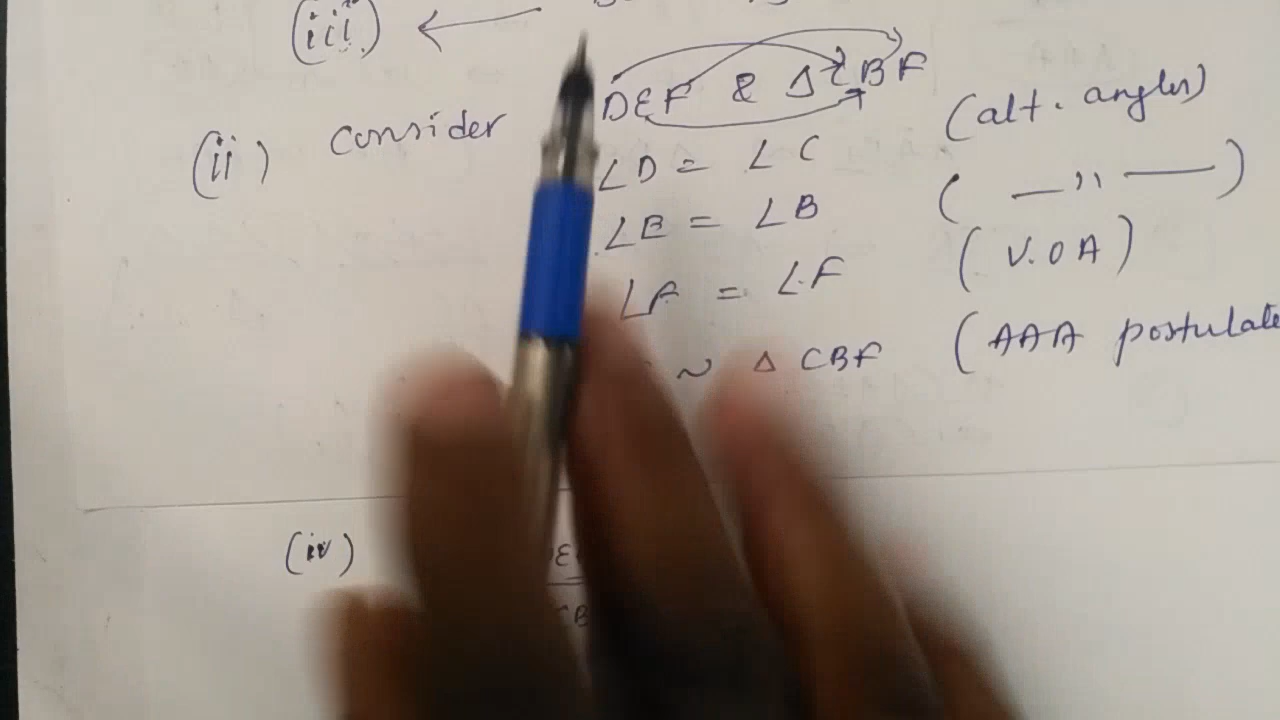 (iii) ←
(ii) Consider DEF & Δ CBF
∠D = ∠C (alt. angles)
∠E = ∠B ( —〃— )
∠F = ∠F (V.O A)
~ Δ CBF (AAA postulate
(iv)